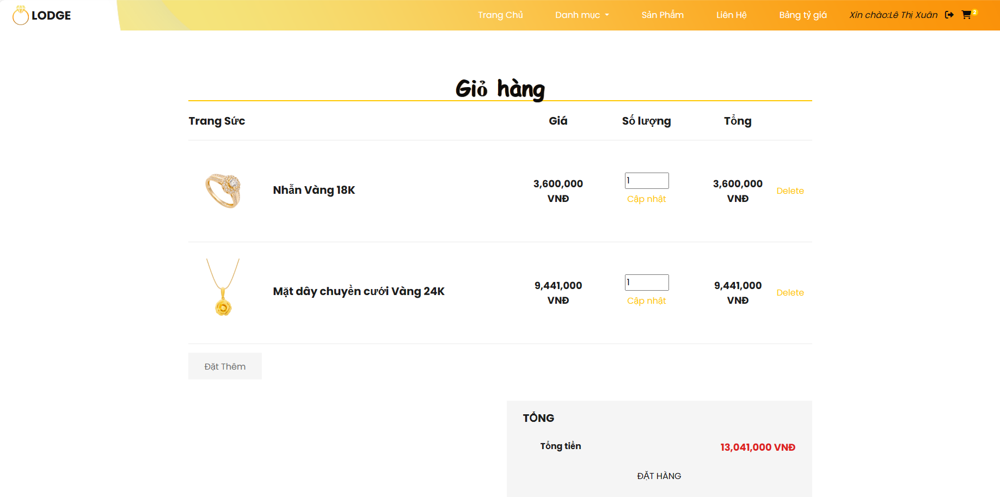 LODGE
Trang Chủ
Danh mục
Sản Phẩm
Liên Hệ
Bảng tỷ giá
Xin chào:Lê Thị Xuân
2
Giỏ hàng
Trang Sức
Giá
Số lượng
Tổng
Nhẫn Vàng 18K
3,600,000
VNĐ
1
Cập nhật
3,600,000
VNĐ
Delete
Mặt dây chuyền cưới Vàng 24K
9,441,000
VNĐ
1
Cập nhật
9,441,000
VNĐ
Delete
Đặt Thêm
TỔNG
Tổng tiền
13,041,000 VNĐ
ĐẶT HÀNG